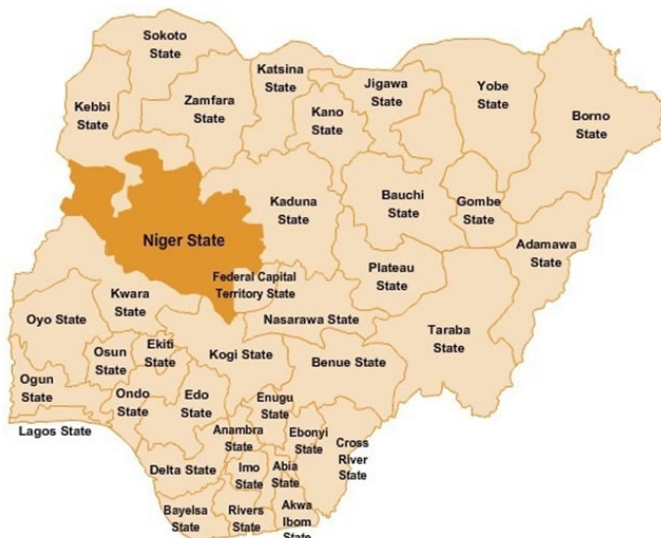 Sokoto
State
Katsina
State
Jigawa
State
Yobe
State
Kebbi
State
Zamfara
State
Kano
State
Borno
State
Kaduna
State
Bauchi
State
Gombe
State
Niger State
Adamawa
State
Federal Capital
Territory State
Plateau
State
Kwara
State
Oyo State
Nasarawa State
Taraba
State
Osun
State
Ekiti
State
Kogi State
Benue State
Ogun
State
Ondo
State
Edo
State
Enugu
State
Lagos State
Anambra
State
Ebonyi
State
Cross
River
State
Delta State
Imo
State
Abia
State
Bayelsa
State
Rivers
State
Akwa
Ibom
State